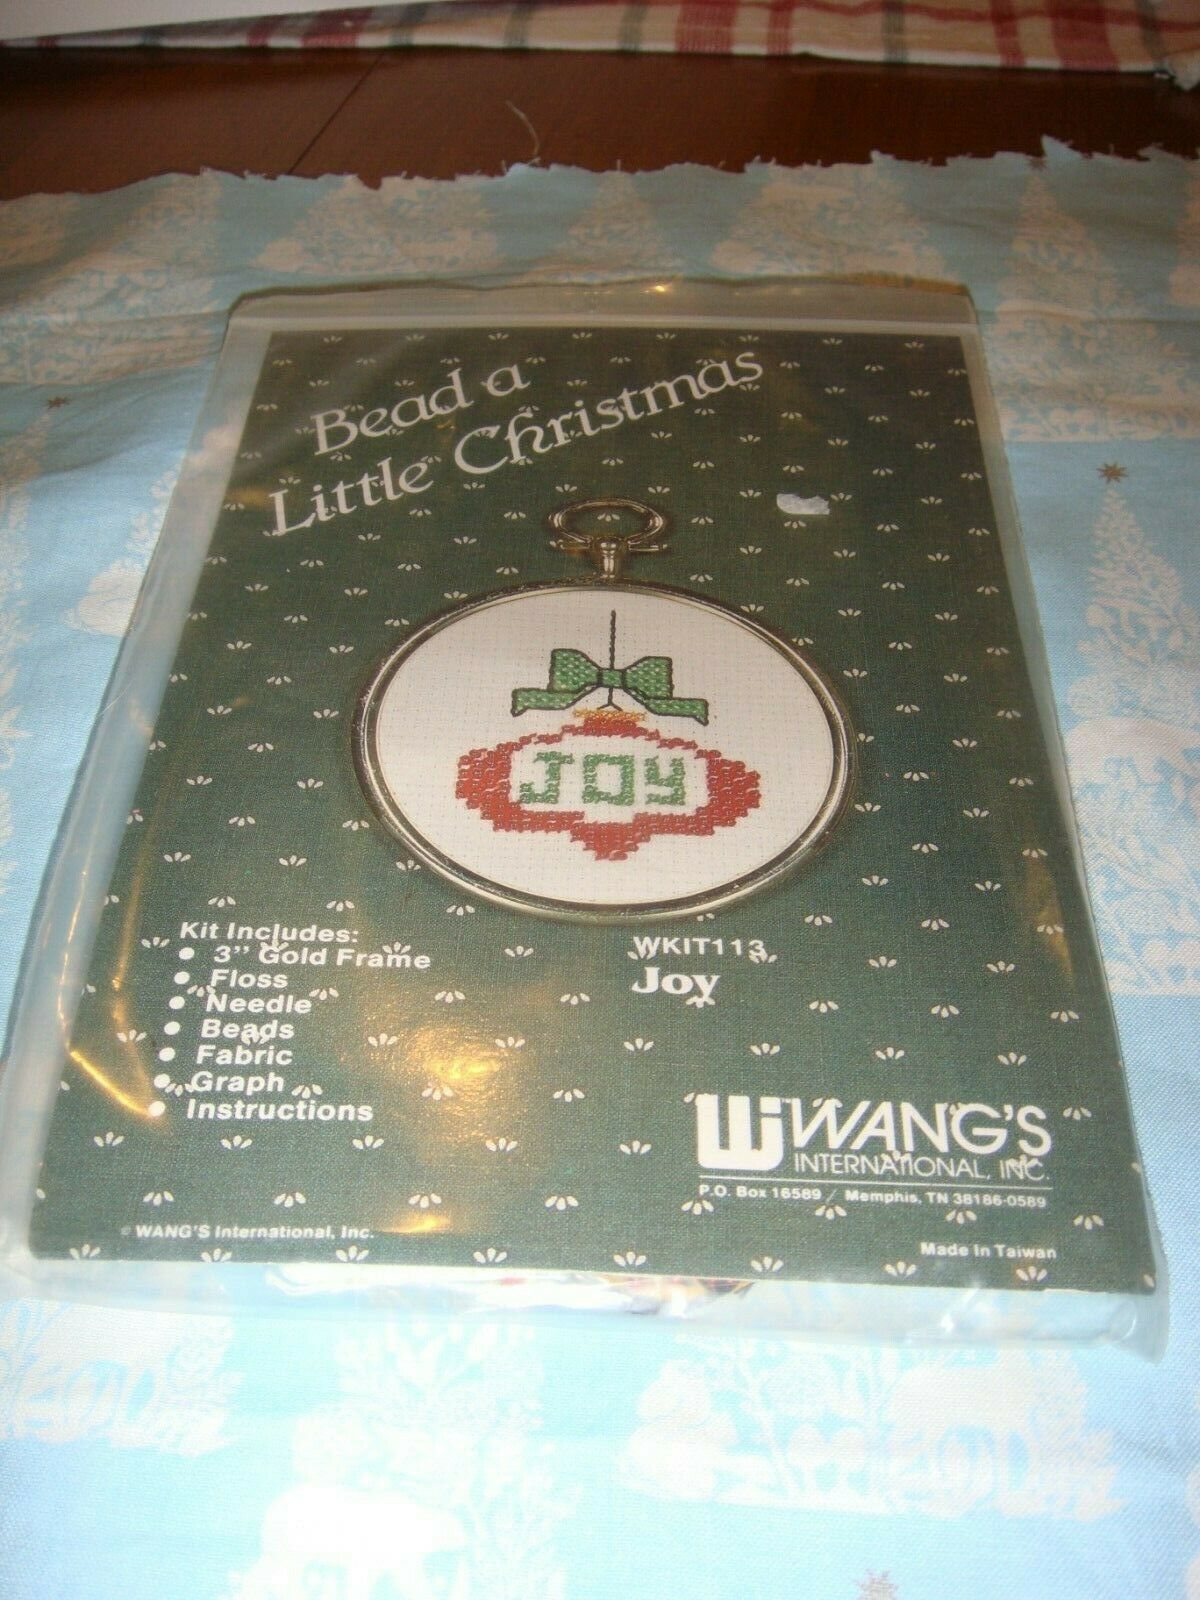 Bead a
Little Christmas
JOY
Kit Includes:
• 3" Gold Frame
• Floss
• Needle
• Beads
• Fabric
• Graph
• Instructions
WKIT113
Joy
Wi WANG'S
INTERNATIONAL, INC.
P.O. Box 16589 / Memphis, TN 38186-0589
© WANG'S International, Inc.
Made In Taiwan